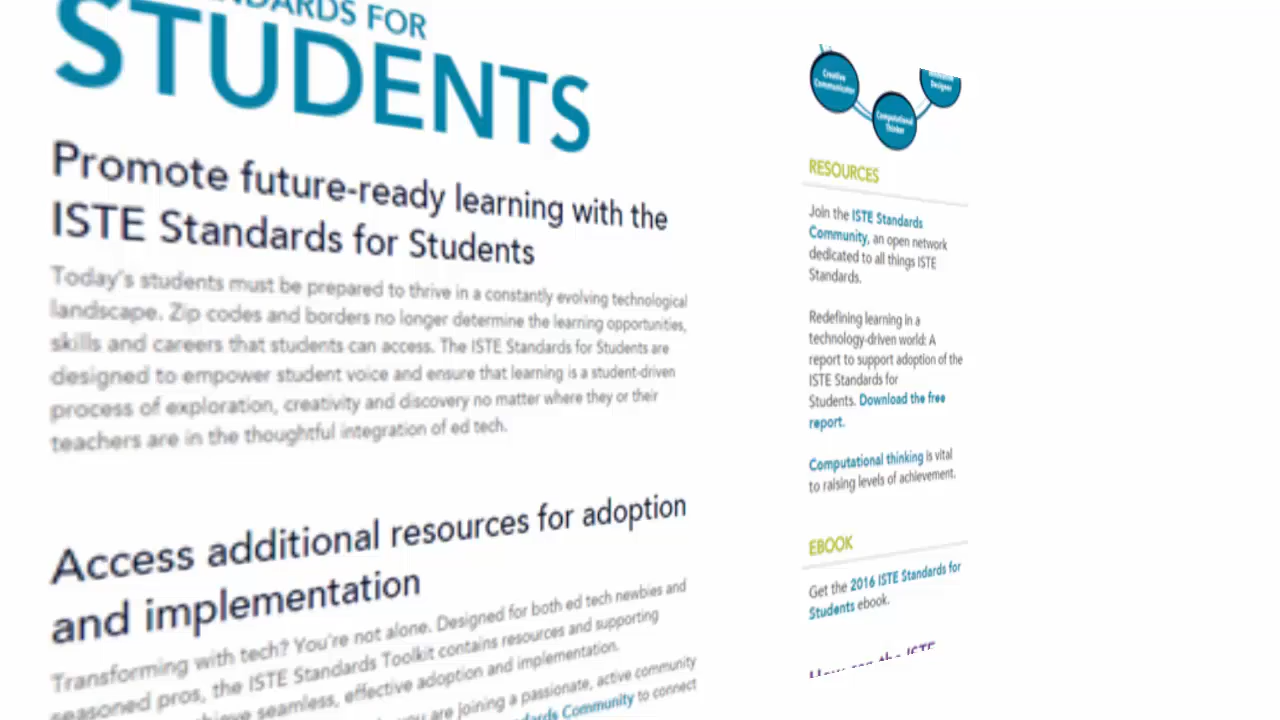 STANDARDS FOR
STUDENTS
Promote future-ready learning with the
ISTE Standards for Students
Today's students must be prepared to thrive in a constantly evolving technological
landscape. Zip codes and borders no longer determine the learning opportunities,
skills and careers that students can access. The ISTE Standards for Students are
designed to empower student voice and ensure that learning is a student-driven
process of exploration, creativity and discovery no matter where they or their
teachers are in the thoughtful integration of ed tech.
Access additional resources for adoption
and implementation
Transforming with tech? You're not alone. Designed for both ed tech newbies and
seasoned pros, the ISTE Standards Toolkit contains resources and supporting
seamless, effective adoption and implementation.
you are joining a passionate, active community
Standards Community to connect
Creative
Communicator
Designer
Computational
Thinker
RESOURCES
Join the ISTE Standards
Community, an open network
dedicated to all things ISTE
Standards.
Redefining learning in a
technology-driven world: A
report to support adoption of the
ISTE Standards for
Students. Download the free
report.
Computational thinking is vital
to raising levels of achievement.
EBOOK
Get the 2016 ISTE Standards for
Students ebook.
How can the ISTE